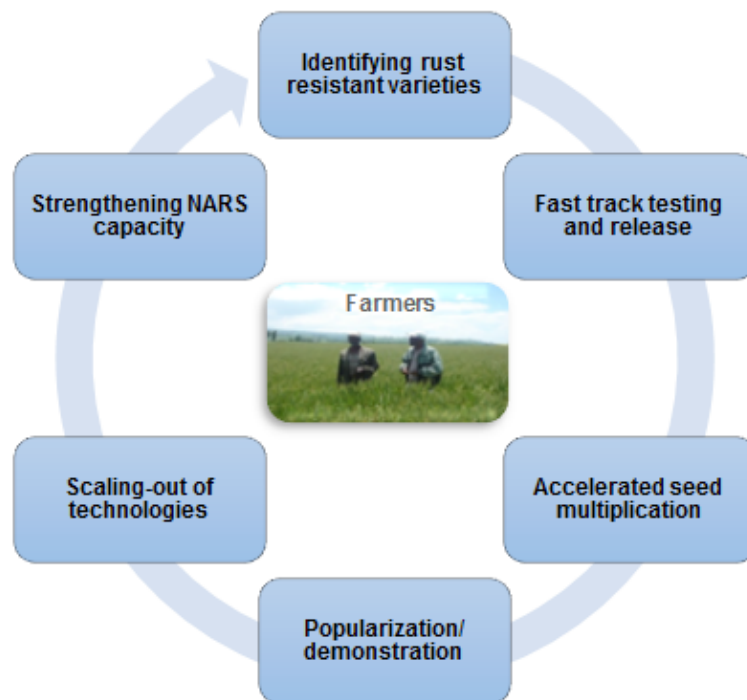 Identifying rust
resistant varieties
Strengthening NARS
capacity
Fast track testing
and release
Farmers
Scaling-out of
technologies
Accelerated seed
multiplication
Popularization/
demonstration